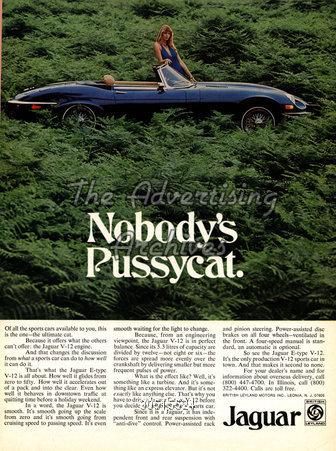 The Advertising
Archives
Nobody's
Pussycat.
Of all the sports cars available to you, this
is the one—the ultimate cat.
Because it offers what the others
can't offer: the Jaguar V-12 engine.
And that changes the discussion
from what a sports car can do to how well
it can do it.
That's what the Jaguar E-type
V-12 is all about. How well it glides from
zero to fifty. How well it accelerates out
of a pack and into the clear. Even how
well it behaves in downtown traffic at
quitting time before a holiday weekend.
In a word, the Jaguar V-12 is
smooth. It's smooth going up the scale
from zero and it's smooth going from
cruising speed to passing speed. It's even
smooth waiting for the light to change.
Because, from an engineering
viewpoint, the Jaguar V-12 is in perfect
balance. Since its 5.3 litres of capacity are
divided by twelve—not eight or six—the
forces are spread more evenly over the
crankshaft by delivering smaller but more
frequent pulses of power.
What is the effect like? Well, it's
something like a turbine. And it's some-
thing like an express elevator. But it's not
exactly like anything else. That's why you
have to drive a Jaguar E-type V-12 before
you decide on any other sports car.
Since it is a Jaguar, it has inde-
pendent front and rear suspension with
"anti-dive" control. Power-assisted rack
and pinion steering. Power-assisted disc
brakes on all four wheels—ventilated in
the front. A four-speed manual is stand-
ard, an automatic is optional.
So see the Jaguar E-type V-12.
It's the only production V-12 sports car in
town. And that makes it second to none.
For your dealer's name and for
information about overseas delivery, call
(800) 447-4700. In Illinois, call (800)
322-4400. Calls are toll free.
BRITISH LEYLAND MOTORS INC., LEONIA, N. J. 07605
Jaguar
BRITISH
LEYLAND